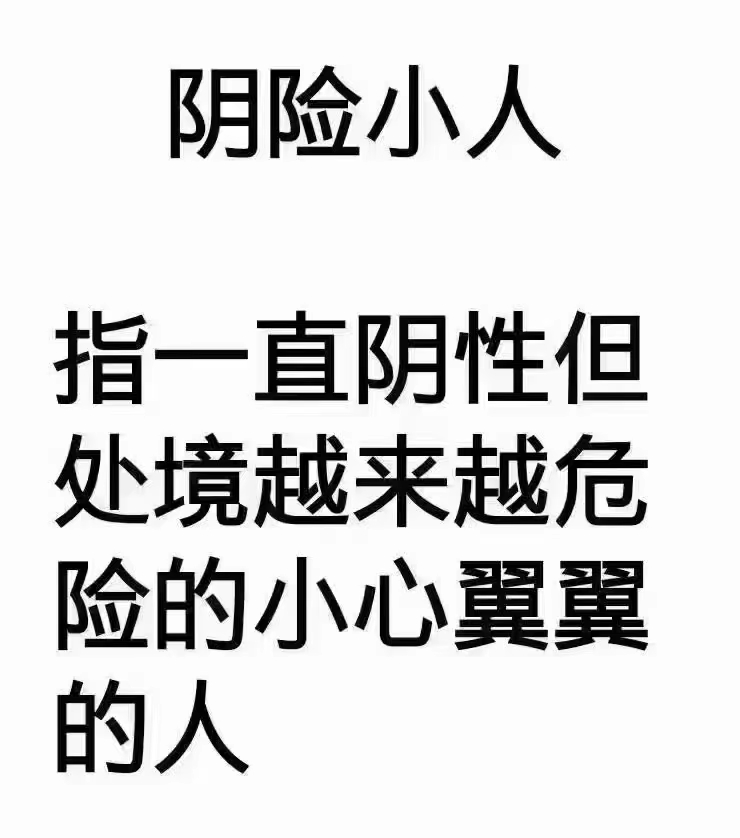 阴险小人
指一直阴性但
处境越来越危
险的小心翼翼
的人